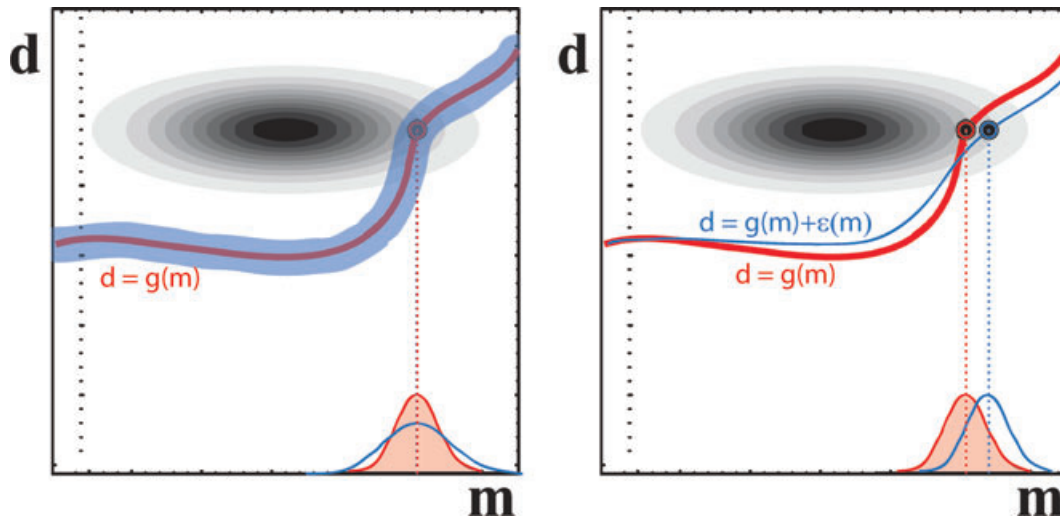 d
d = g(m)
m
d
d = g(m)+ε(m)
d = g(m)
m